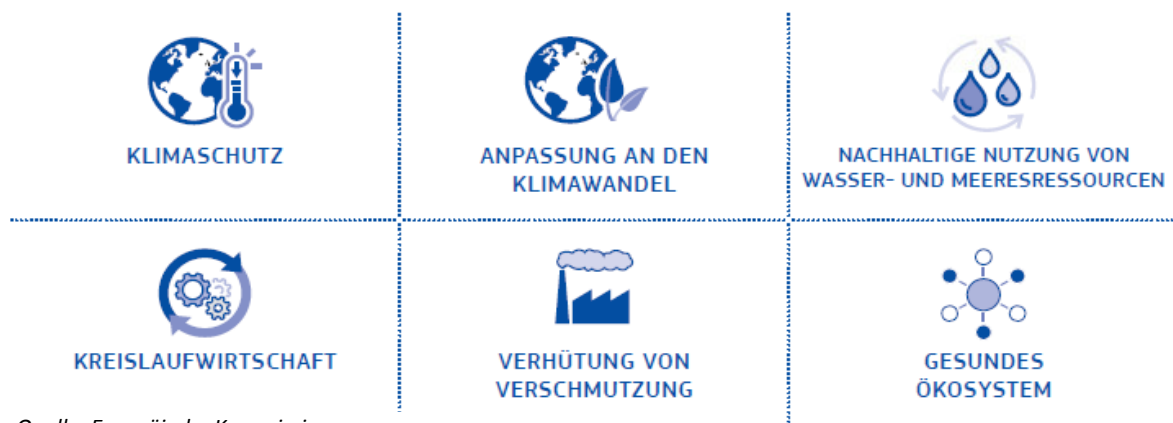 KLIMASCHUTZ
ANPASSUNG AN DEN
KLIMAWANDEL
NACHHALTIGE NUTZUNG VON
WASSER- UND MEERESRESSOURCEN
KREISLAUFWIRTSCHAFT
VERHÜTUNG VON
VERSCHMUTZUNG
GESUNDES
ÖKOSYSTEM